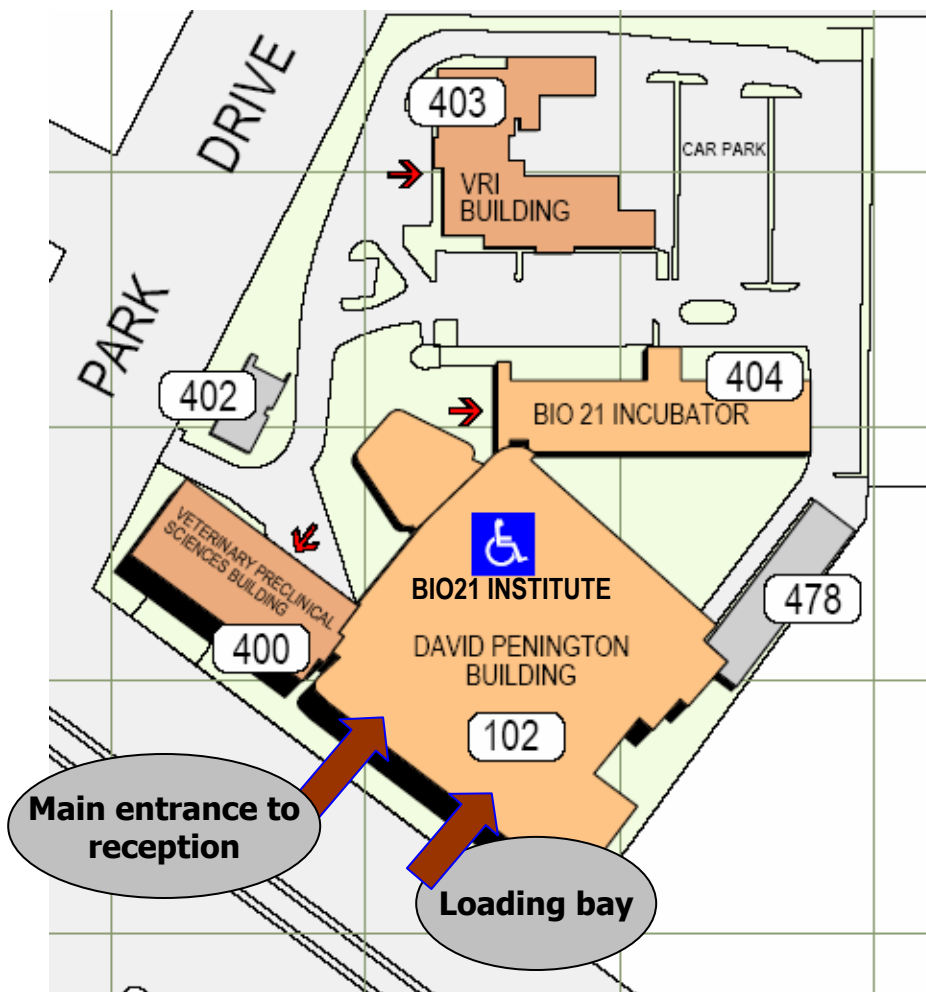 PARK DRIVE
403
VRI
BUILDING
CAR PARK
402
404
BIO 21 INCUBATOR
VETERINARY PRECLINICAL
SCIENCES BUILDING
400
BIO21 INSTITUTE
DAVID PENINGTON
BUILDING
102
478
Main entrance to
reception
Loading bay